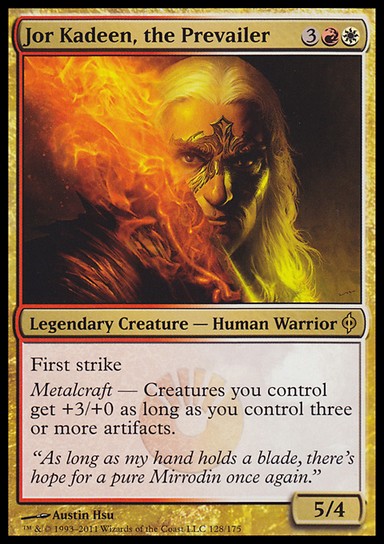 Jor Kadeen, the Prevailer 3
Legendary Creature — Human Warrior
First strike
Metalcraft — Creatures you control
get +3/+0 as long as you control three
or more artifacts.
“As long as my hand holds a blade, there’s
hope for a pure Mirrodin once again.”
Austin Hsu
5/4
™ & © 1993–2011 Wizards of the Coast LLC 128/175